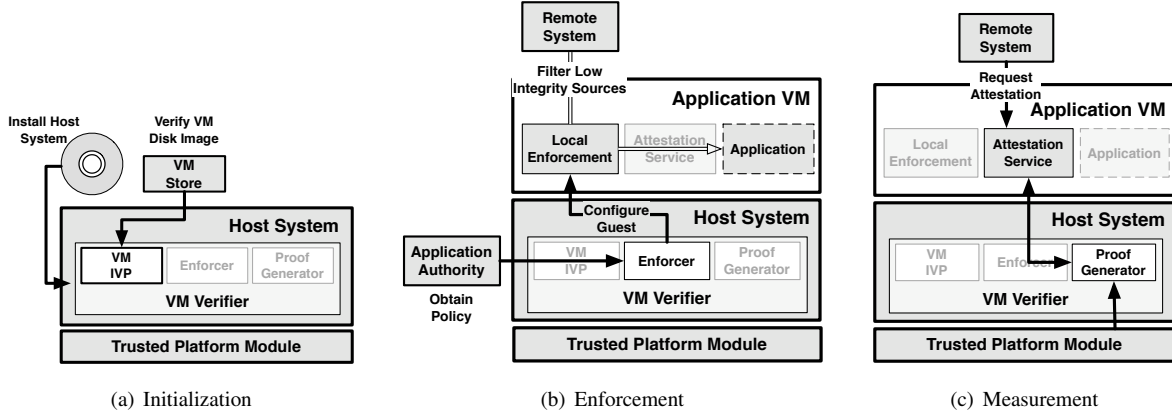 Install Host
System
Verify VM
Disk Image
VM
Store
Host System
VM
IVP
Enforcer
Proof
Generator
VM Verifier
Trusted Platform Module
(a) Initialization
Remote
System
Filter Low
Integrity Sources
Application VM
Local
Enforcement
Attestation
Service
Application
Configure
Guest
Host System
Application
Authority
Obtain
Policy
VM
IVP
Enforcer
Proof
Generator
VM Verifier
Trusted Platform Module
(b) Enforcement
Remote
System
Request
Attestation
Application VM
Local
Enforcement
Attestation
Service
Application
Host System
VM
IVP
Enforcer
Proof
Generator
VM Verifier
Trusted Platform Module
(c) Measurement